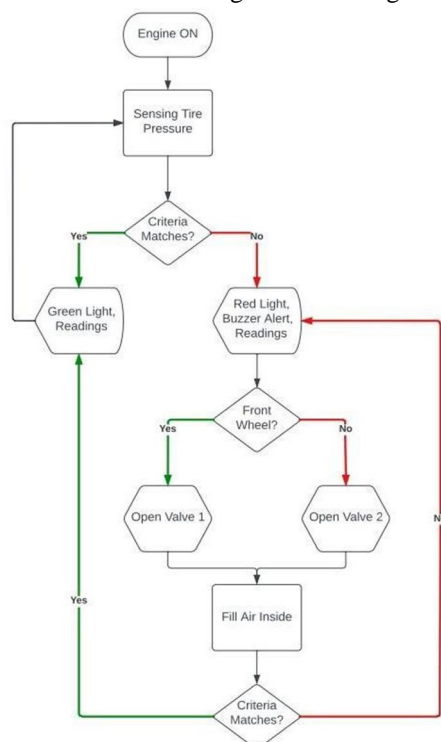 Engine ON
Sensing Tire
Pressure
Criteria
Matches?
Yes
No
Green Light,
Readings
Red Light,
Buzzer Alert,
Readings
Front
Wheel?
Yes
No
Open Valve 1
Open Valve 2
Fill Air Inside
Yes
Criteria
Matches?